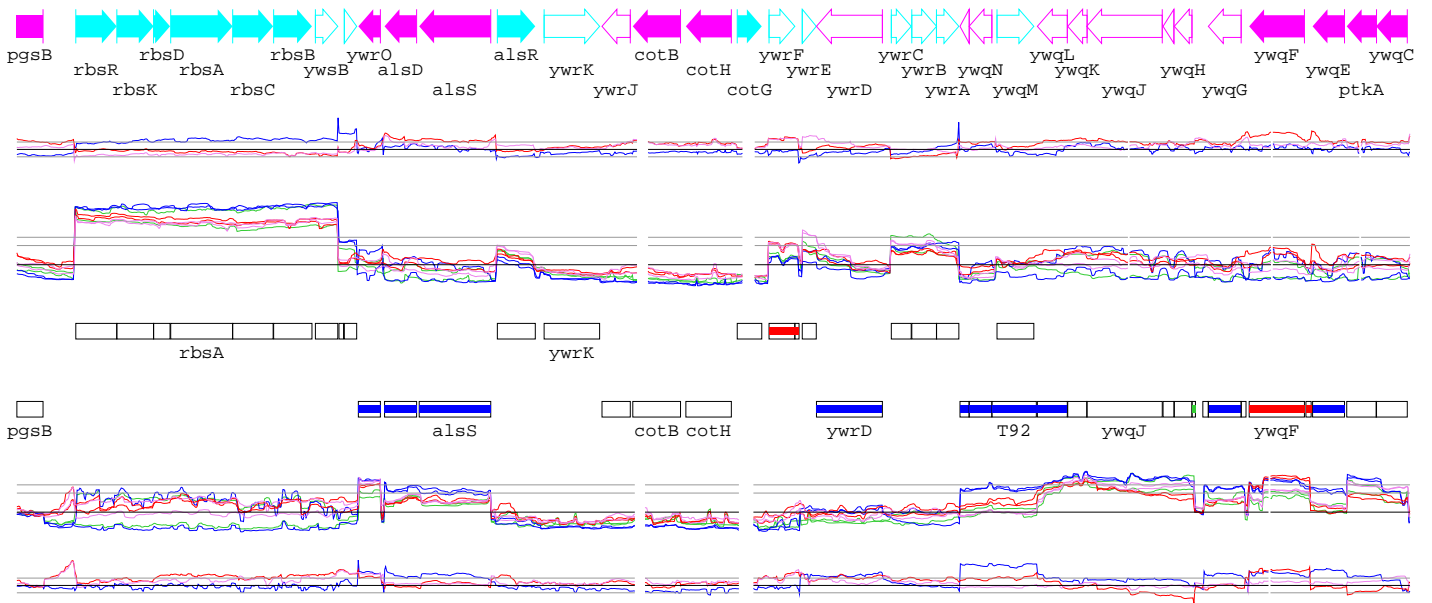 pgsB rbsD rbsB ywrO alsR cotB ywrF ywrC ywqL ywqF ywqC
rbsR rbsA ywsB alsD ywrK cotH ywrE ywrB ywqN ywqK ywqH ywqE
rbsK rbsC alsS ywrJ cotG ywrD ywrA ywqM ywqJ ywqG ptkA
rbsA ywrK
pgsB alsS cotB cotH ywrD T92 ywqJ ywqF